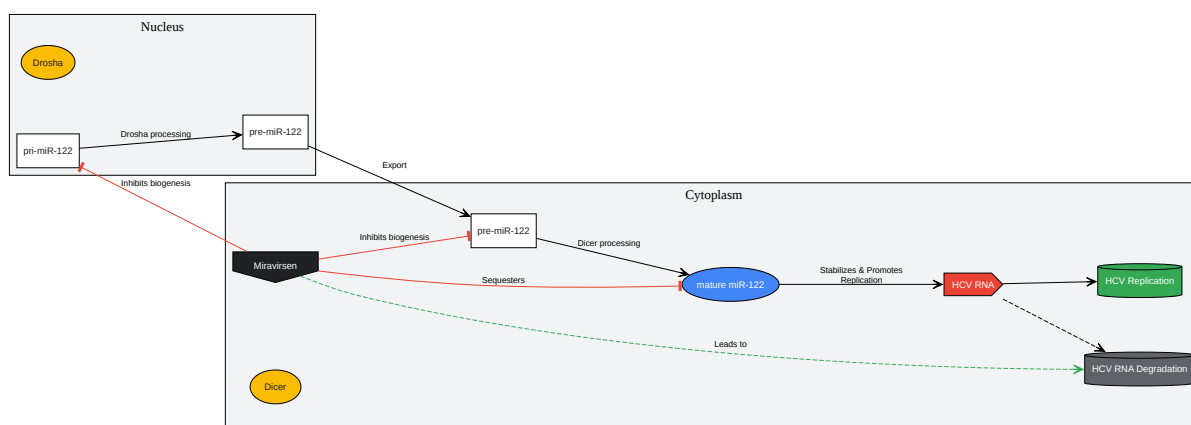 Nucleus
Drosha
pri-miR-122
Drosha processing
pre-miR-122
Export
Inhibits biogenesis
Cytoplasm
Miravirsen
Inhibits biogenesis
pre-miR-122
Dicer processing
Sequesters
mature miR-122
Stabilizes & Promotes
Replication
HCV RNA
HCV Replication
Leads to
HCV RNA Degradation
Dicer